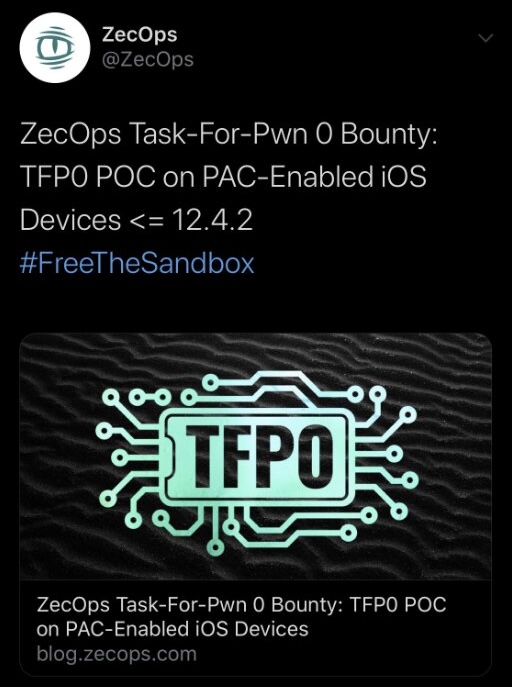 ZecOps
@ZecOps
ZecOps Task-For-Pwn 0 Bounty:
TFP0 POC on PAC-Enabled iOS
Devices <= 12.4.2
#FreeTheSandbox
TFP0
ZecOps Task-For-Pwn 0 Bounty: TFP0 POC
on PAC-Enabled iOS Devices
blog.zecops.com